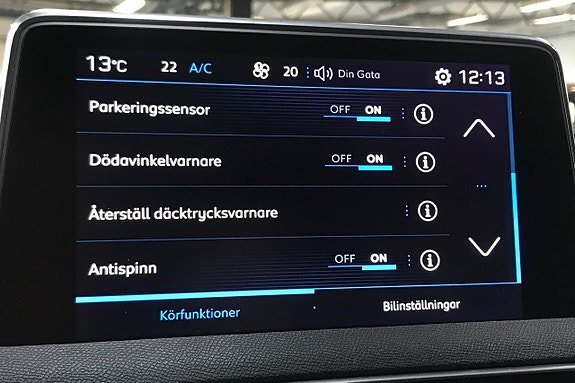 13°C 22 A/C 20 Din Gata 12:13
Parkeringssensor OFF ON
Dödavinkelvarnare OFF ON
Återställ däcktrycksvarnare
Antispinn OFF ON
Körfunktioner Bilinställningar